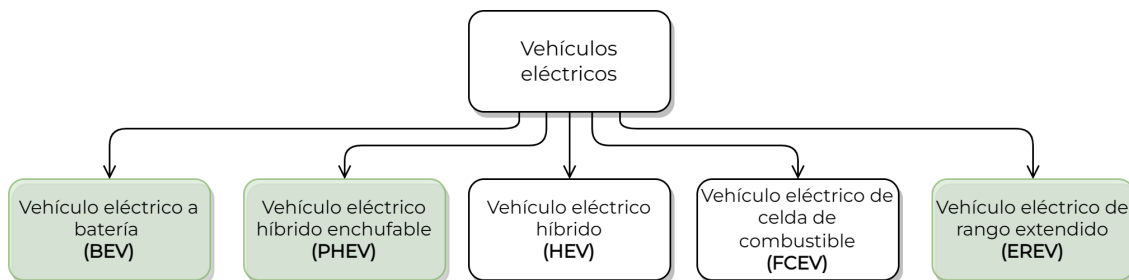 Vehículos
eléctricos
Vehículo eléctrico a
batería
(BEV)
Vehículo eléctrico
híbrido enchufable
(PHEV)
Vehículo eléctrico
híbrido
(HEV)
Vehículo eléctrico de
celda de
combustible
(FCEV)
Vehículo eléctrico de
rango extendido
(EREV)